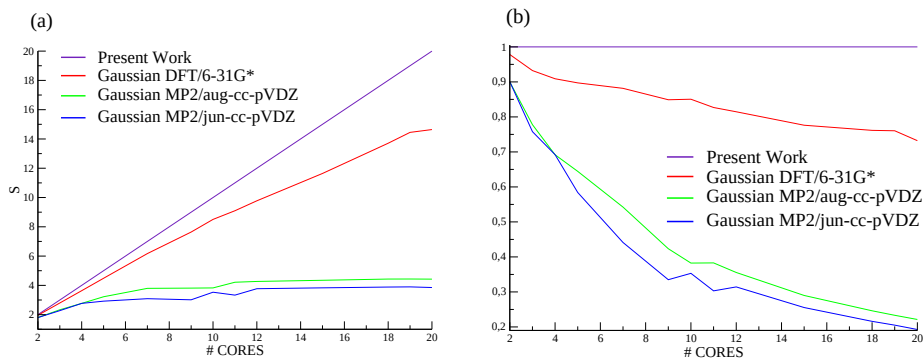 (a)
Present Work
Gaussian DFT/6-31G*
Gaussian MP2/aug-cc-pVDZ
Gaussian MP2/jun-cc-pVDZ
20
18
16
14
12
10
8
6
4
2
S
2 4 6 8 10 12 14 16 18 20
# CORES
(b)
1
0,9
0,8
0,7
0,6
0,5
0,4
0,3
0,2
Present Work
Gaussian DFT/6-31G*
Gaussian MP2/aug-cc-pVDZ
Gaussian MP2/jun-cc-pVDZ
2 4 6 8 10 12 14 16 18 20
# CORES